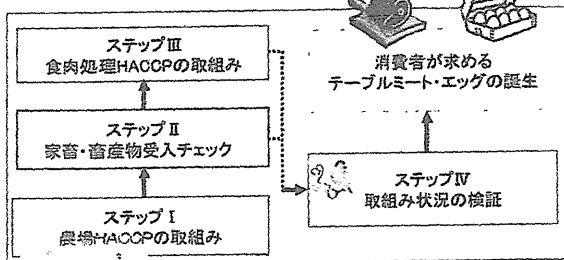 ステップⅢ
食肉処理HACCPの取組み
消費者が求める
テーブルミート・エッグの誕生
ステップⅡ
家畜・畜産物受入チェック
ステップⅣ
取組み状況の検証
ステップⅠ
農場HACCPの取組み